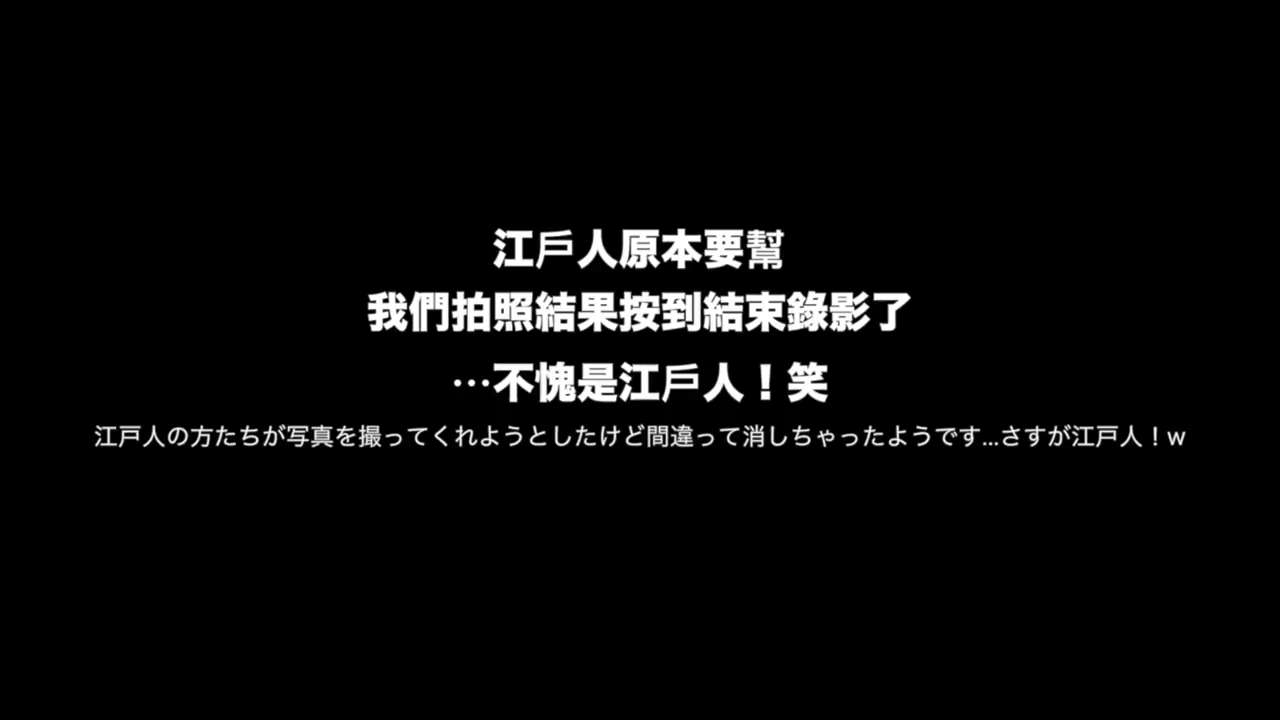 江戶人原本要幫
我們拍照結果按到結束錄影了
…不愧是江戶人！笑
江戸人の方たちが写真を撮ってくれようとしたけど間違って消しちゃったようです...さすが江戸人！w